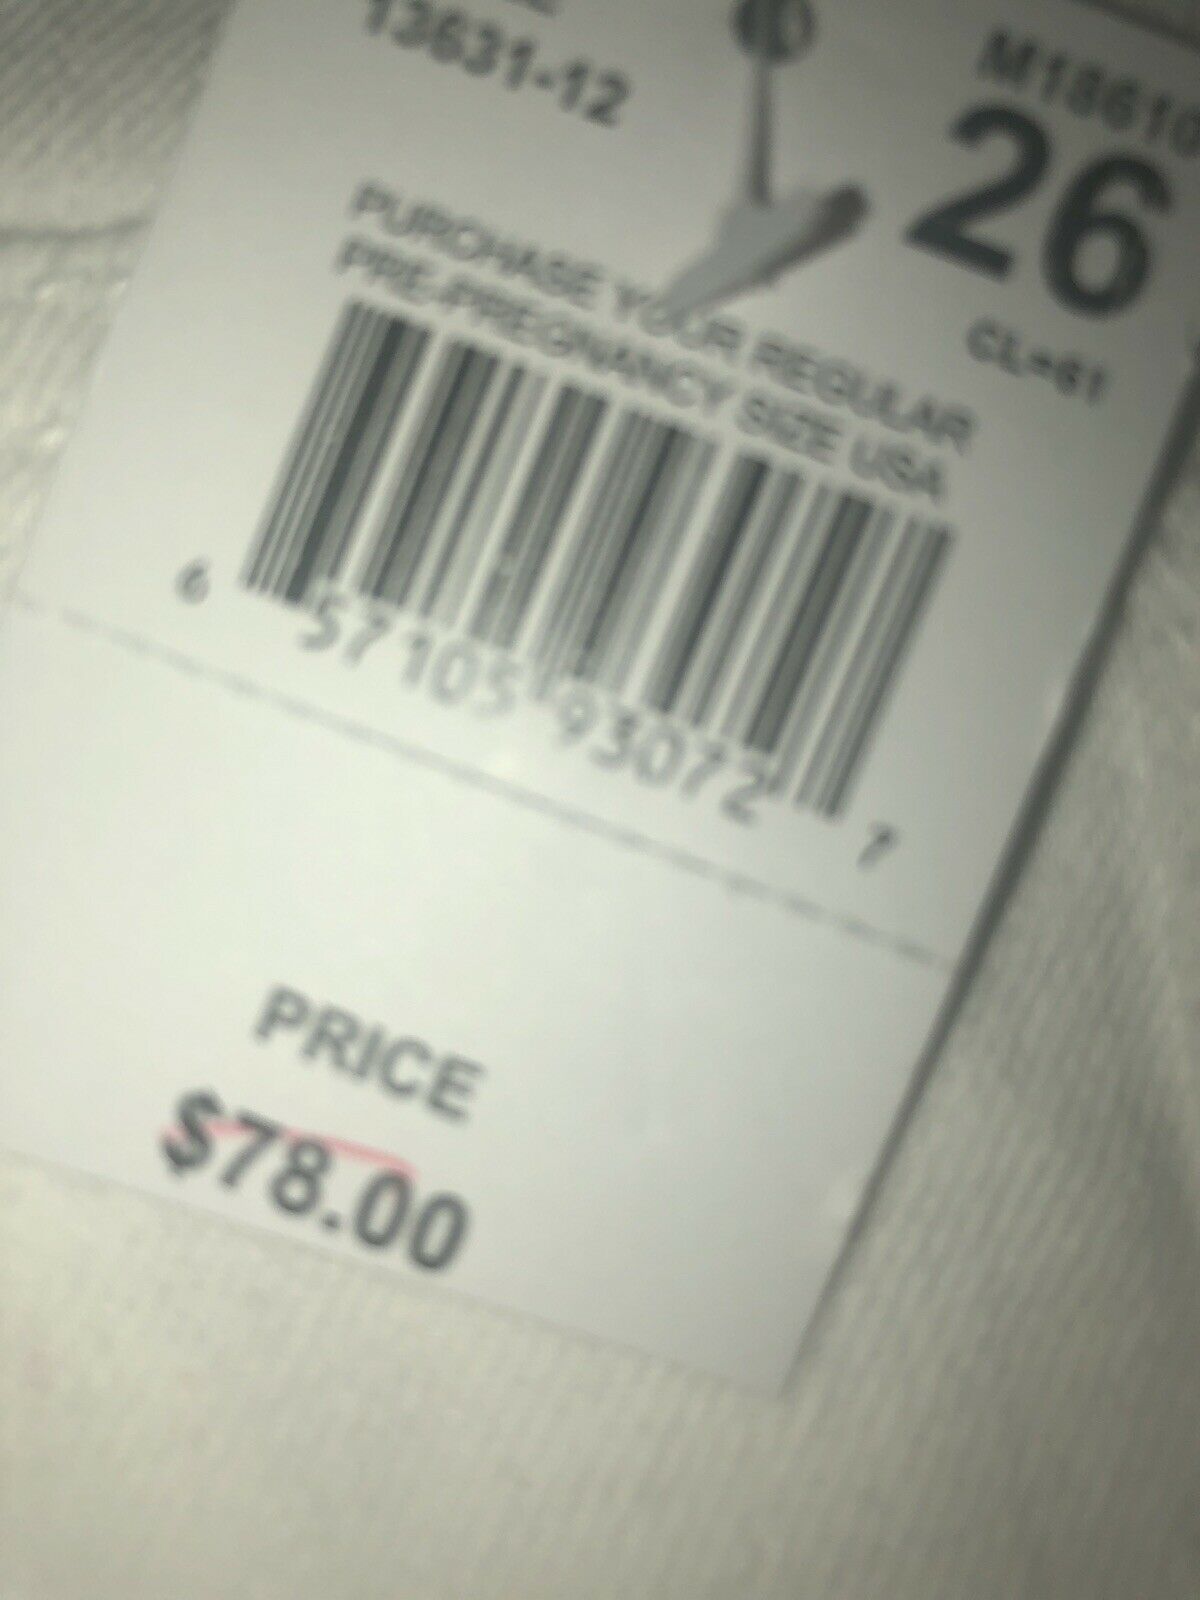 13631-12
M18610
26
CL=61
PURCHASE YOUR REGULAR
PRE-PREGNANCY SIZE USA
6 57105 93072 7
PRICE
$78.00